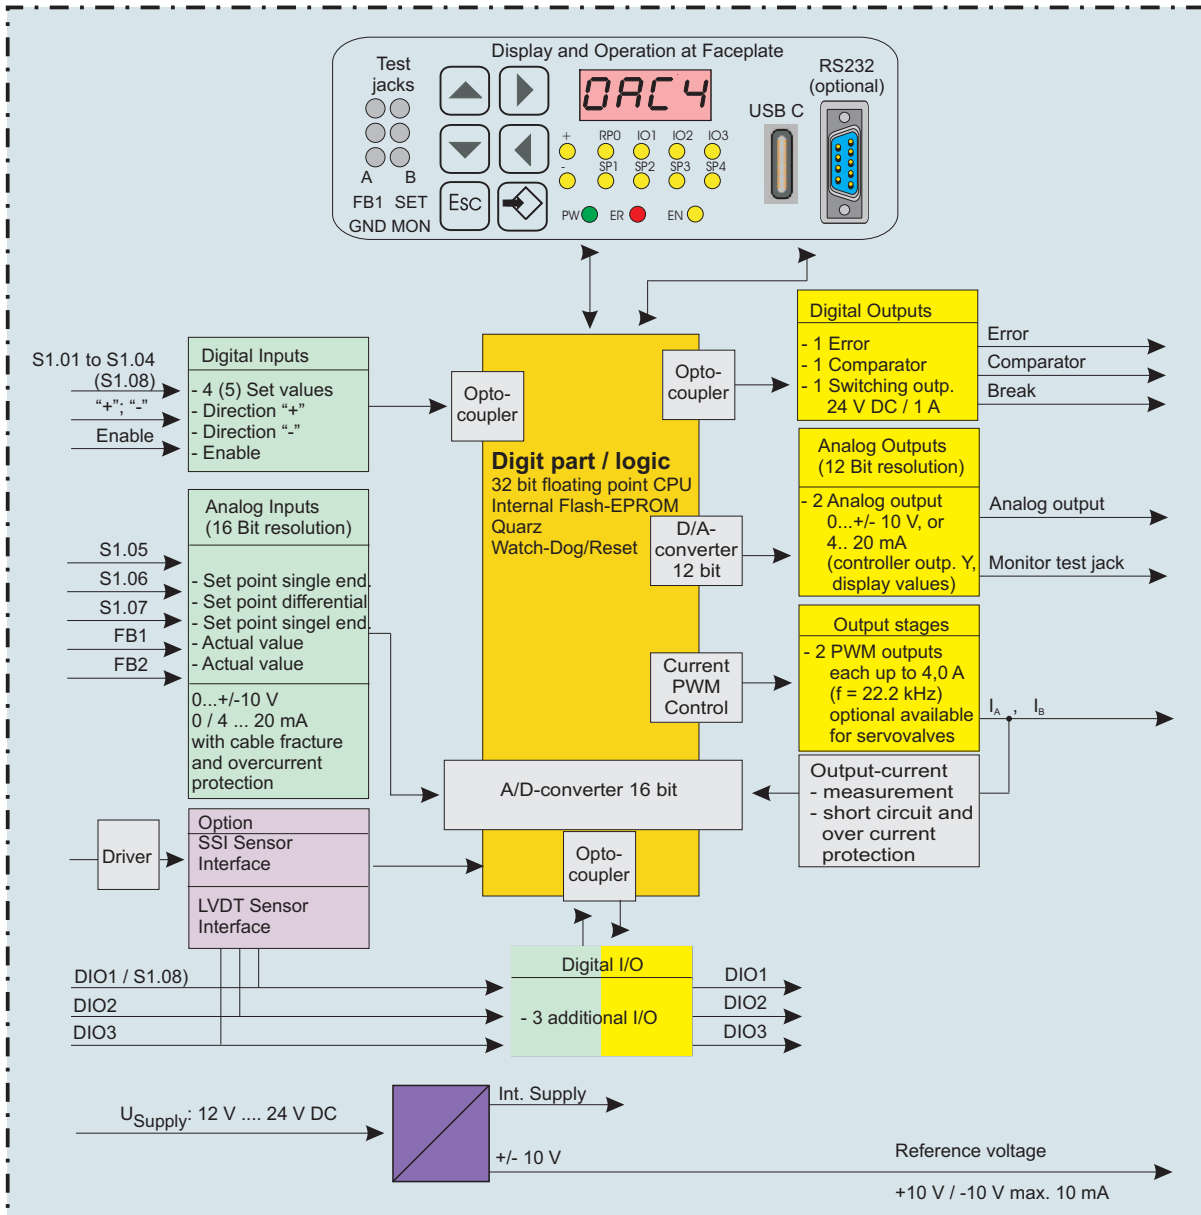 Display and Operation at Faceplate
Test
jacks
A B
FB1 SET
GND MON
Esc
OAC4
+ RP0 IO1 IO2 IO3
- SP1 SP2 SP3 SP4
PW ER EN
USB C
RS232
(optional)
S1.01 to S1.04
(S1.08)
"+"; "-"
Enable
Digital Inputs
- 4 (5) Set values
- Direction "+"
- Direction "-"
- Enable
Opto-
coupler
Opto-
coupler
Digital Outputs
- 1 Error
- 1 Comparator
- 1 Switching outp.
24 V DC / 1 A
Error
Comparator
Break
Digit part / logic
32 bit floating point CPU
Internal Flash-EPROM
Quarz
Watch-Dog/Reset
Analog Inputs
(16 Bit resolution)
S1.05
S1.06
S1.07
FB1
FB2
- Set point single end.
- Set point differential
- Set point singel end.
- Actual value
- Actual value
0...+/-10 V
0 / 4 ... 20 mA
with cable fracture
and overcurrent
protection
D/A-
converter
12 bit
Analog Outputs
(12 Bit resolution)
- 2 Analog output
0...+/- 10 V, or
4.. 20 mA
(controller outp. Y,
display values)
Analog output
Monitor test jack
Current
PWM
Control
Output stages
- 2 PWM outputs
each up to 4,0 A
(f = 22.2 kHz)
optional available
for servovalves
IA , IB
A/D-converter 16 bit
Output-current
- measurement
- short circuit and
over current
protection
Driver
Option
SSI Sensor
Interface
LVDT Sensor
Interface
Opto-
coupler
DIO1 / S1.08)
DIO2
DIO3
Digital I/O
- 3 additional I/O
DIO1
DIO2
DIO3
USupply: 12 V .... 24 V DC
Int. Supply
+/- 10 V
Reference voltage
+10 V / -10 V max. 10 mA